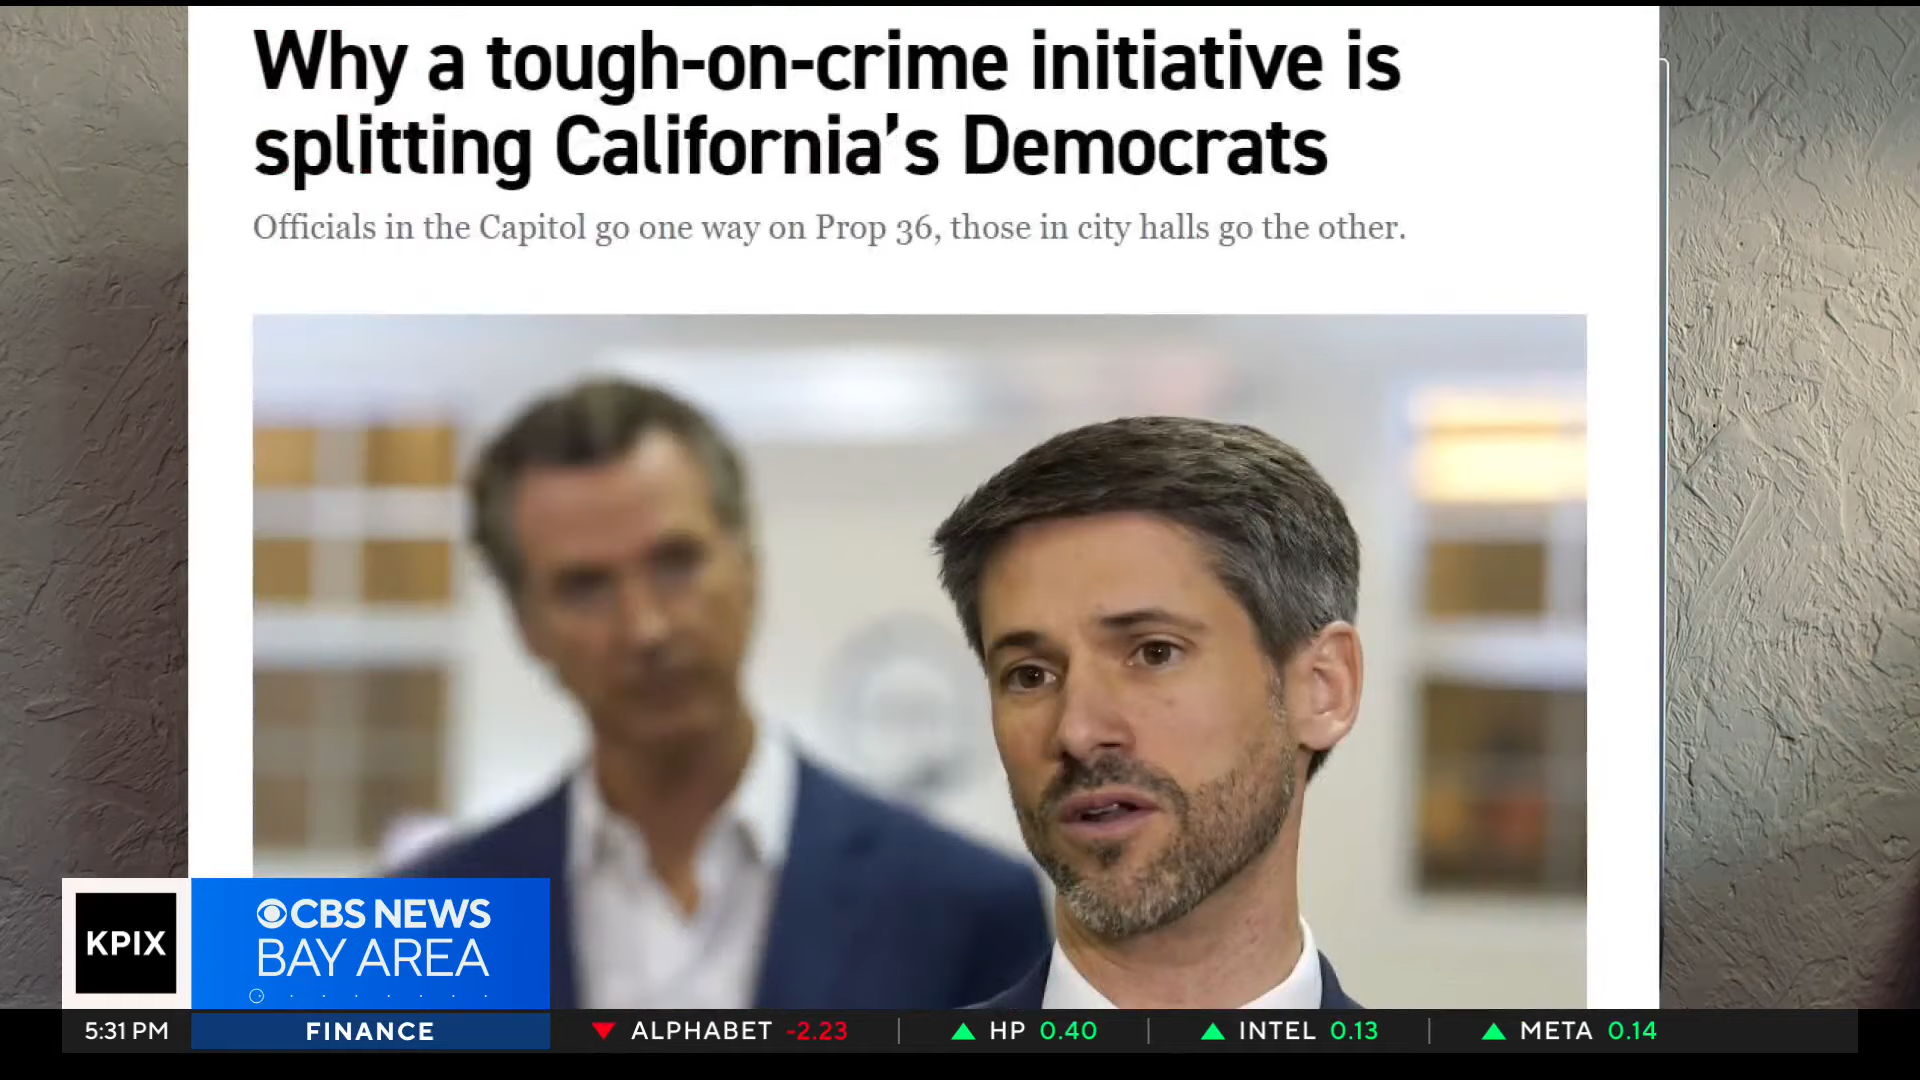 Why a tough-on-crime initiative is
splitting California's Democrats
Officials in the Capitol go one way on Prop 36, those in city halls go the other.
KPIX
CBS NEWS
BAY AREA
5:31 PM
FINANCE
ALPHABET -2.23
HP 0.40
INTEL 0.13
META 0.14